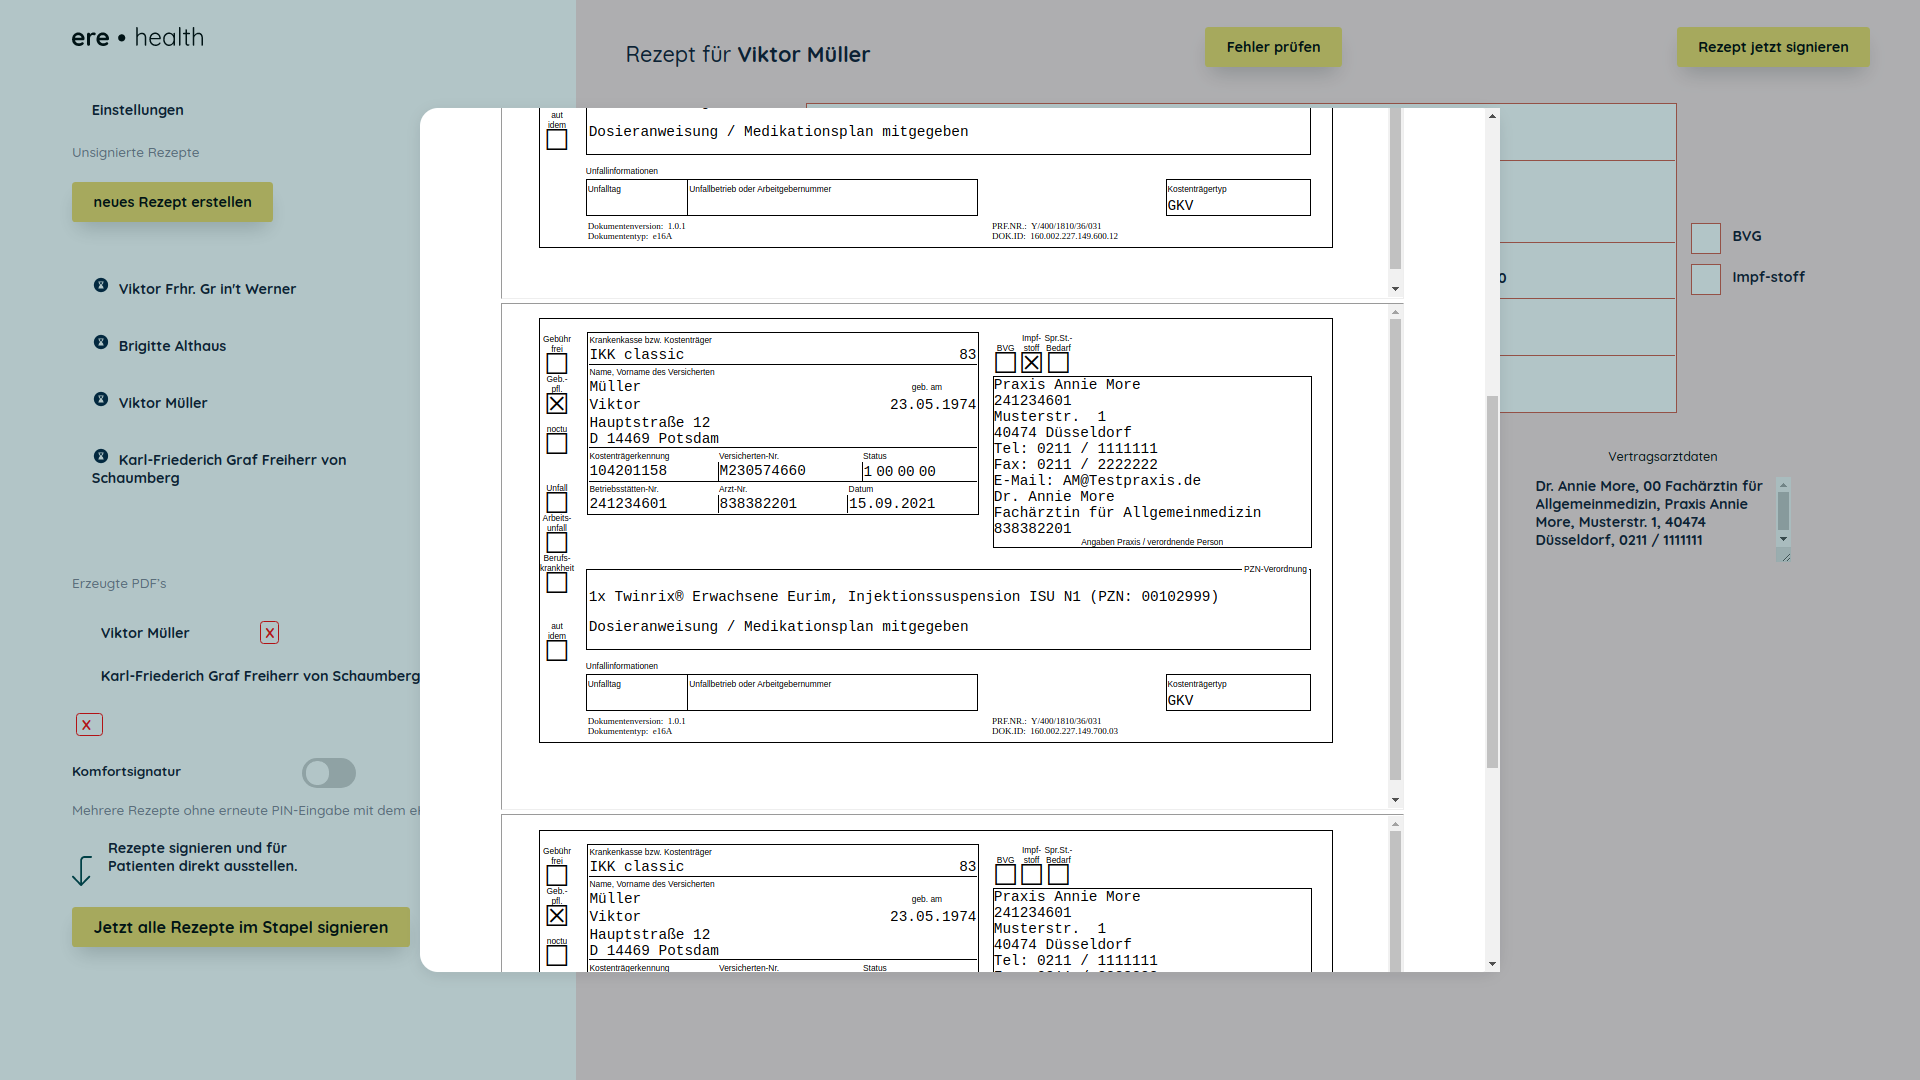 ere • health
Einstellungen
Unsignierte Rezepte
neues Rezept erstellen
Viktor Frhr. Gr in't Werner
Brigitte Althaus
Viktor Müller
Karl-Friederich Graf Freiherr von
Schaumberg
Erzeugte PDF's
Viktor Müller
X
Karl-Friederich Graf Freiherr von Schaumberg
X
Komfortsignatur
Mehrere Rezepte ohne erneute PIN-Eingabe mit dem
Rezepte signieren und für
Patienten direkt ausstellen.
Jetzt alle Rezepte im Stapel signieren
Rezept für Viktor Müller
Fehler prüfen
Rezept jetzt signieren
aut
idem
Dosieranweisung / Medikationsplan mitgegeben
Unfallinformationen
Unfalltag
Unfallbetrieb oder Arbeitgebernummer
Kostenträgertyp
GKV
Dokumentenversion: 1.0.1
Dokumententyp: e16A
PRF.NR.: Y/400/1810/36/031
DOK.ID: 160.002.227.149.600.12
Gebühr
frei
Geb.-
pfl.
noctu
Unfall
Arbeits-
unfall
Berufs-
krankheit
aut
idem
Krankenkasse bzw. Kostenträger
IKK classic 83
Name, Vorname des Versicherten
Müller
geb. am
Viktor 23.05.1974
Hauptstraße 12
D 14469 Potsdam
Kostenträgerkennung Versicherten-Nr. Status
104201158 M230574660 1 00 00 00
Betriebsstätten-Nr. Arzt-Nr. Datum
241234601 838382201 15.09.2021
BVG
Impf-
stoff
Spr.St.-
Bedarf
Praxis Annie More
241234601
Musterstr. 1
40474 Düsseldorf
Tel: 0211 / 1111111
Fax: 0211 / 2222222
E-Mail: AM@Testpraxis.de
Dr. Annie More
Fachärztin für Allgemeinmedizin
838382201
Angaben Praxis / verordnende Person
PZN-Verordnung
1x Twinrix® Erwachsene Eurim, Injektionssuspension ISU N1 (PZN: 00102999)
Dosieranweisung / Medikationsplan mitgegeben
Unfallinformationen
Unfalltag
Unfallbetrieb oder Arbeitgebernummer
Kostenträgertyp
GKV
Dokumentenversion: 1.0.1
Dokumententyp: e16A
PRF.NR.: Y/400/1810/36/031
DOK.ID: 160.002.227.149.700.03
Gebühr
frei
Geb.-
pfl.
noctu
Krankenkasse bzw. Kostenträger
IKK classic 83
Name, Vorname des Versicherten
Müller
geb. am
Viktor 23.05.1974
Hauptstraße 12
D 14469 Potsdam
Kostenträgerkennung Versicherten-Nr. Status
BVG
Impf-
stoff
Spr.St.-
Bedarf
Praxis Annie More
241234601
Musterstr. 1
40474 Düsseldorf
Tel: 0211 / 1111111
BVG
Impf-stoff
Vertragsarztdaten
Dr. Annie More, 00 Fachärztin für
Allgemeinmedizin, Praxis Annie
More, Musterstr. 1, 40474
Düsseldorf, 0211 / 1111111